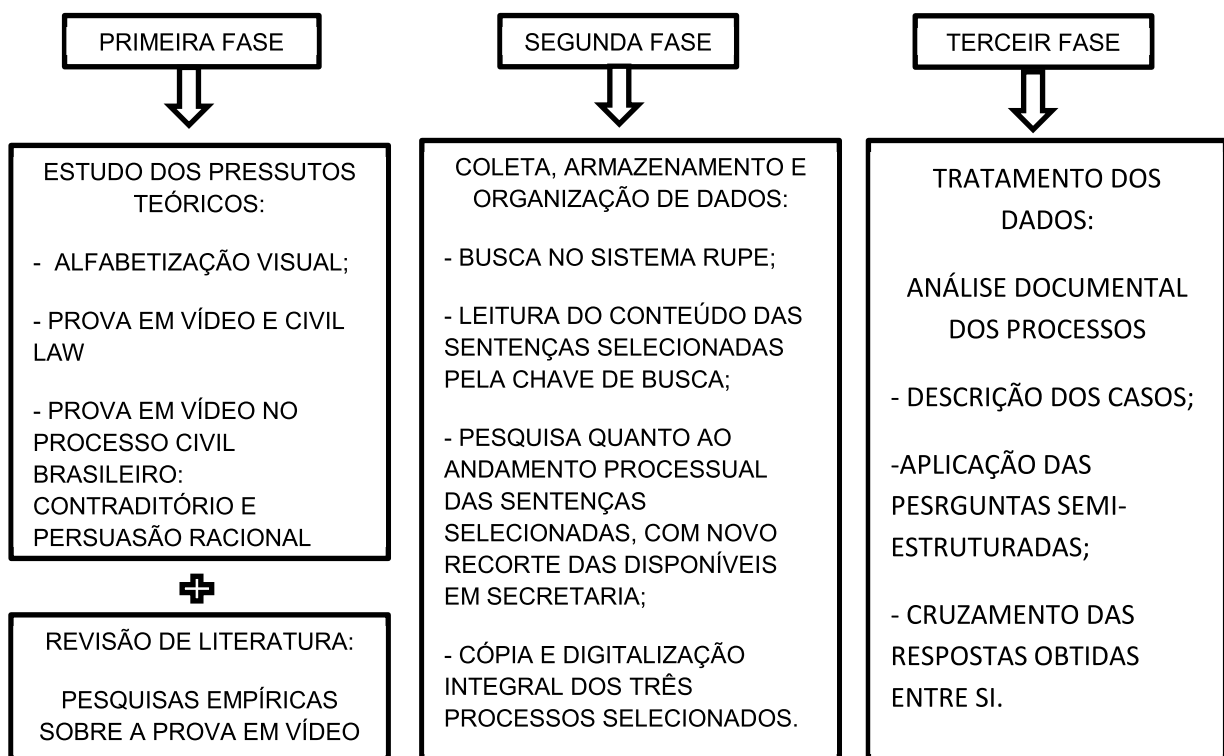 PRIMEIRA FASE
ESTUDO DOS PRESSUTOS
TEÓRICOS:
- ALFABETIZAÇÃO VISUAL;
- PROVA EM VÍDEO E CIVIL
LAW
- PROVA EM VÍDEO NO
PROCESSO CIVIL
BRASILEIRO:
CONTRADITÓRIO E
PERSUASÃO RACIONAL
REVISÃO DE LITERATURA:
PESQUISAS EMPÍRICAS
SOBRE A PROVA EM VÍDEO
SEGUNDA FASE
COLETA, ARMAZENAMENTO E
ORGANIZAÇÃO DE DADOS:
- BUSCA NO SISTEMA RUPE;
- LEITURA DO CONTEÚDO DAS
SENTENÇAS SELECIONADAS
PELA CHAVE DE BUSCA;
- PESQUISA QUANTO AO
ANDAMENTO PROCESSUAL
DAS SENTENÇAS
SELECIONADAS, COM NOVO
RECORTE DAS DISPONÍVEIS
EM SECRETARIA;
- CÓPIA E DIGITALIZAÇÃO
INTEGRAL DOS TRÊS
PROCESSOS SELECIONADOS.
TERCEIR FASE
TRATAMENTO DOS
DADOS:
ANÁLISE DOCUMENTAL
DOS PROCESSOS
- DESCRIÇÃO DOS CASOS;
-APLICAÇÃO DAS
PESRGUNTAS SEMI-
ESTRUTURADAS;
- CRUZAMENTO DAS
RESPOSTAS OBTIDAS
ENTRE SI.